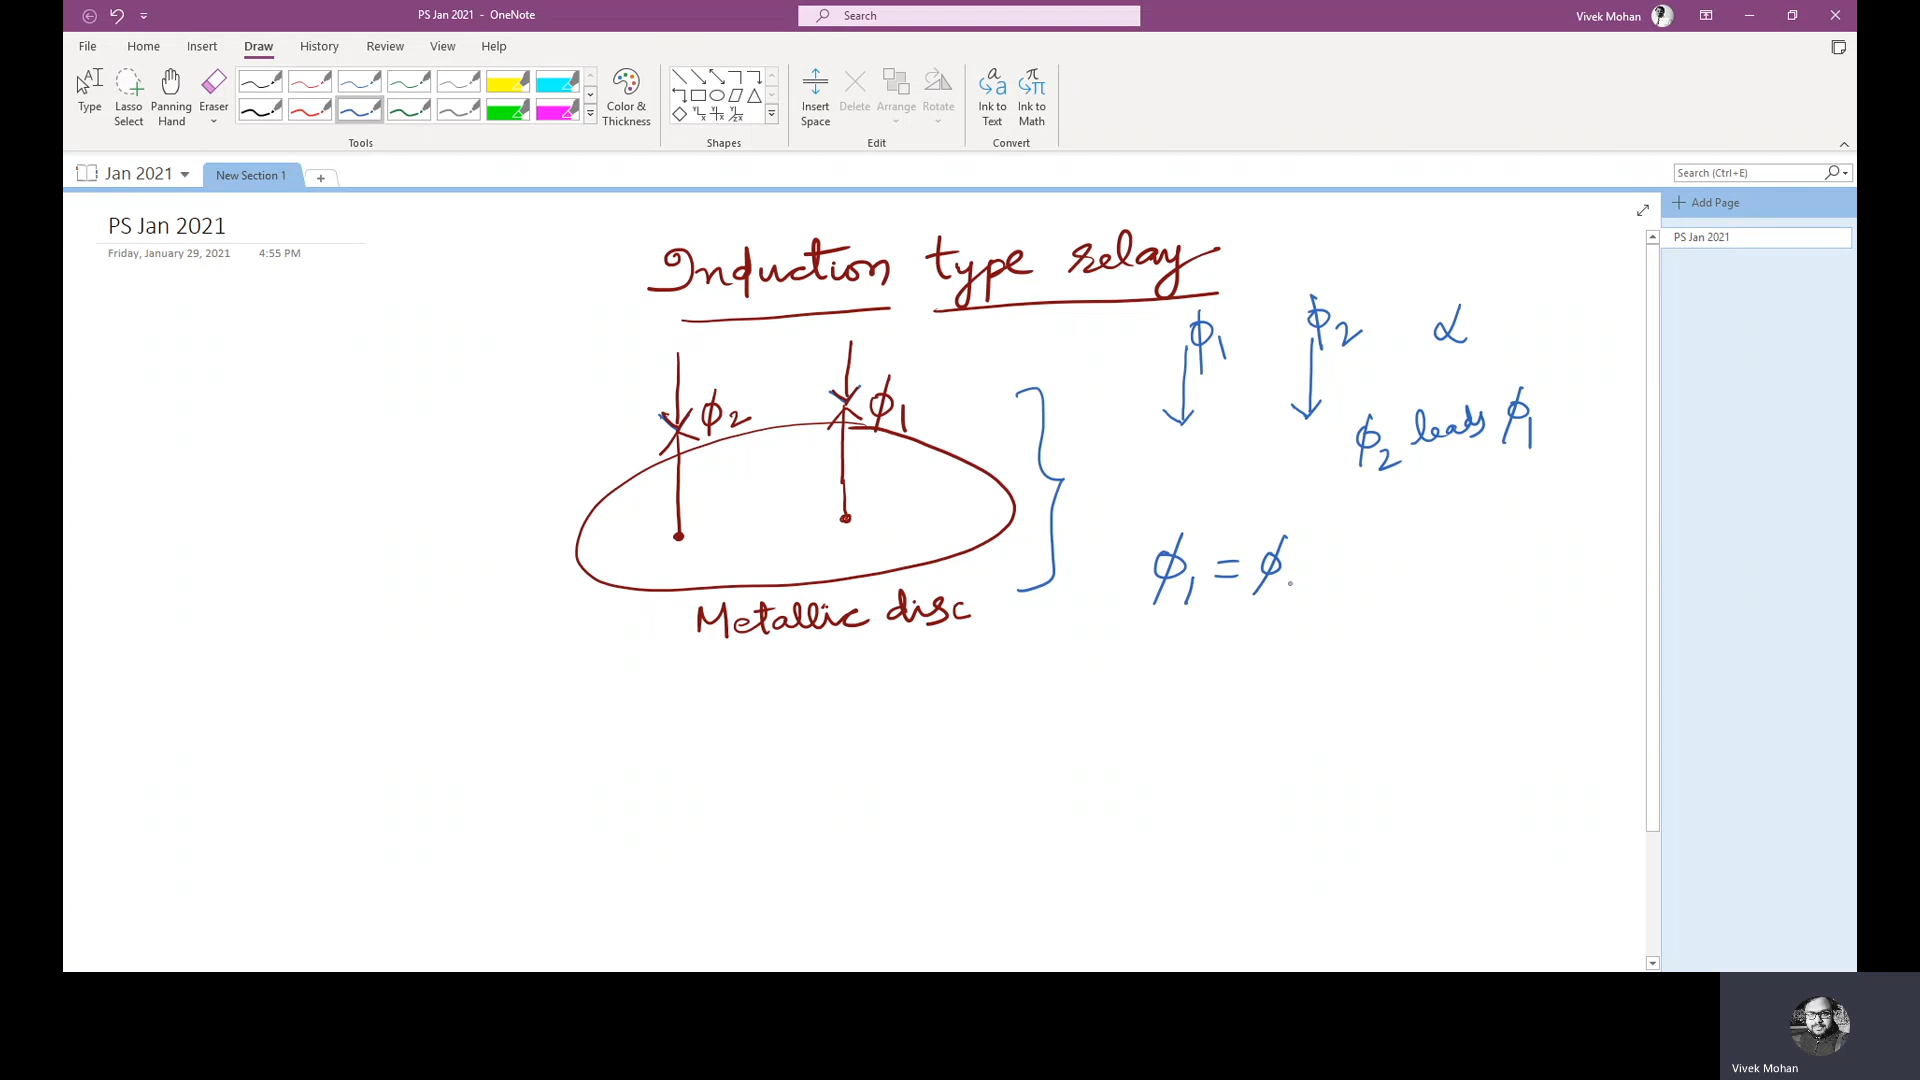 PS Jan 2021 - OneNote
Search
Vivek Mohan
File Home Insert Draw History Review View Help
Type
Lasso Select
Panning Hand
Eraser
Color & Thickness
Insert Space
Delete
Arrange
Rotate
Ink to Text
Ink to Math
Tools
Shapes
Edit
Convert
Jan 2021
New Section 1
Search (Ctrl+E)
Add Page
PS Jan 2021
PS Jan 2021
Friday, January 29, 2021 4:55 PM
Induction type relay
ϕ1 ϕ2 α
ϕ2 ϕ1
ϕ2 leads ϕ1
ϕ1 = ϕ
Metallic disc
Vivek Mohan